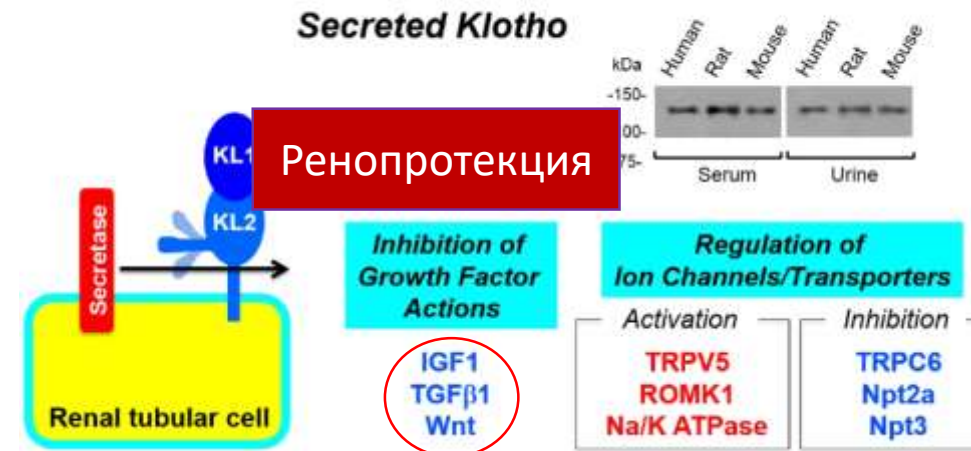 Secreted Klotho
Human
Rat
Mouse
Human
Rat
Mouse
kDa
-150-
00-
75-
Serum
Urine
KL1
Ренопротекция
KL2
Secretase
Renal tubular cell
Inhibition of
Growth Factor
Actions
IGF1
TGFβ1
Wnt
Regulation of
Ion Channels/Transporters
Activation
TRPV5
ROMK1
Na/K ATPase
Inhibition
TRPC6
Npt2a
Npt3